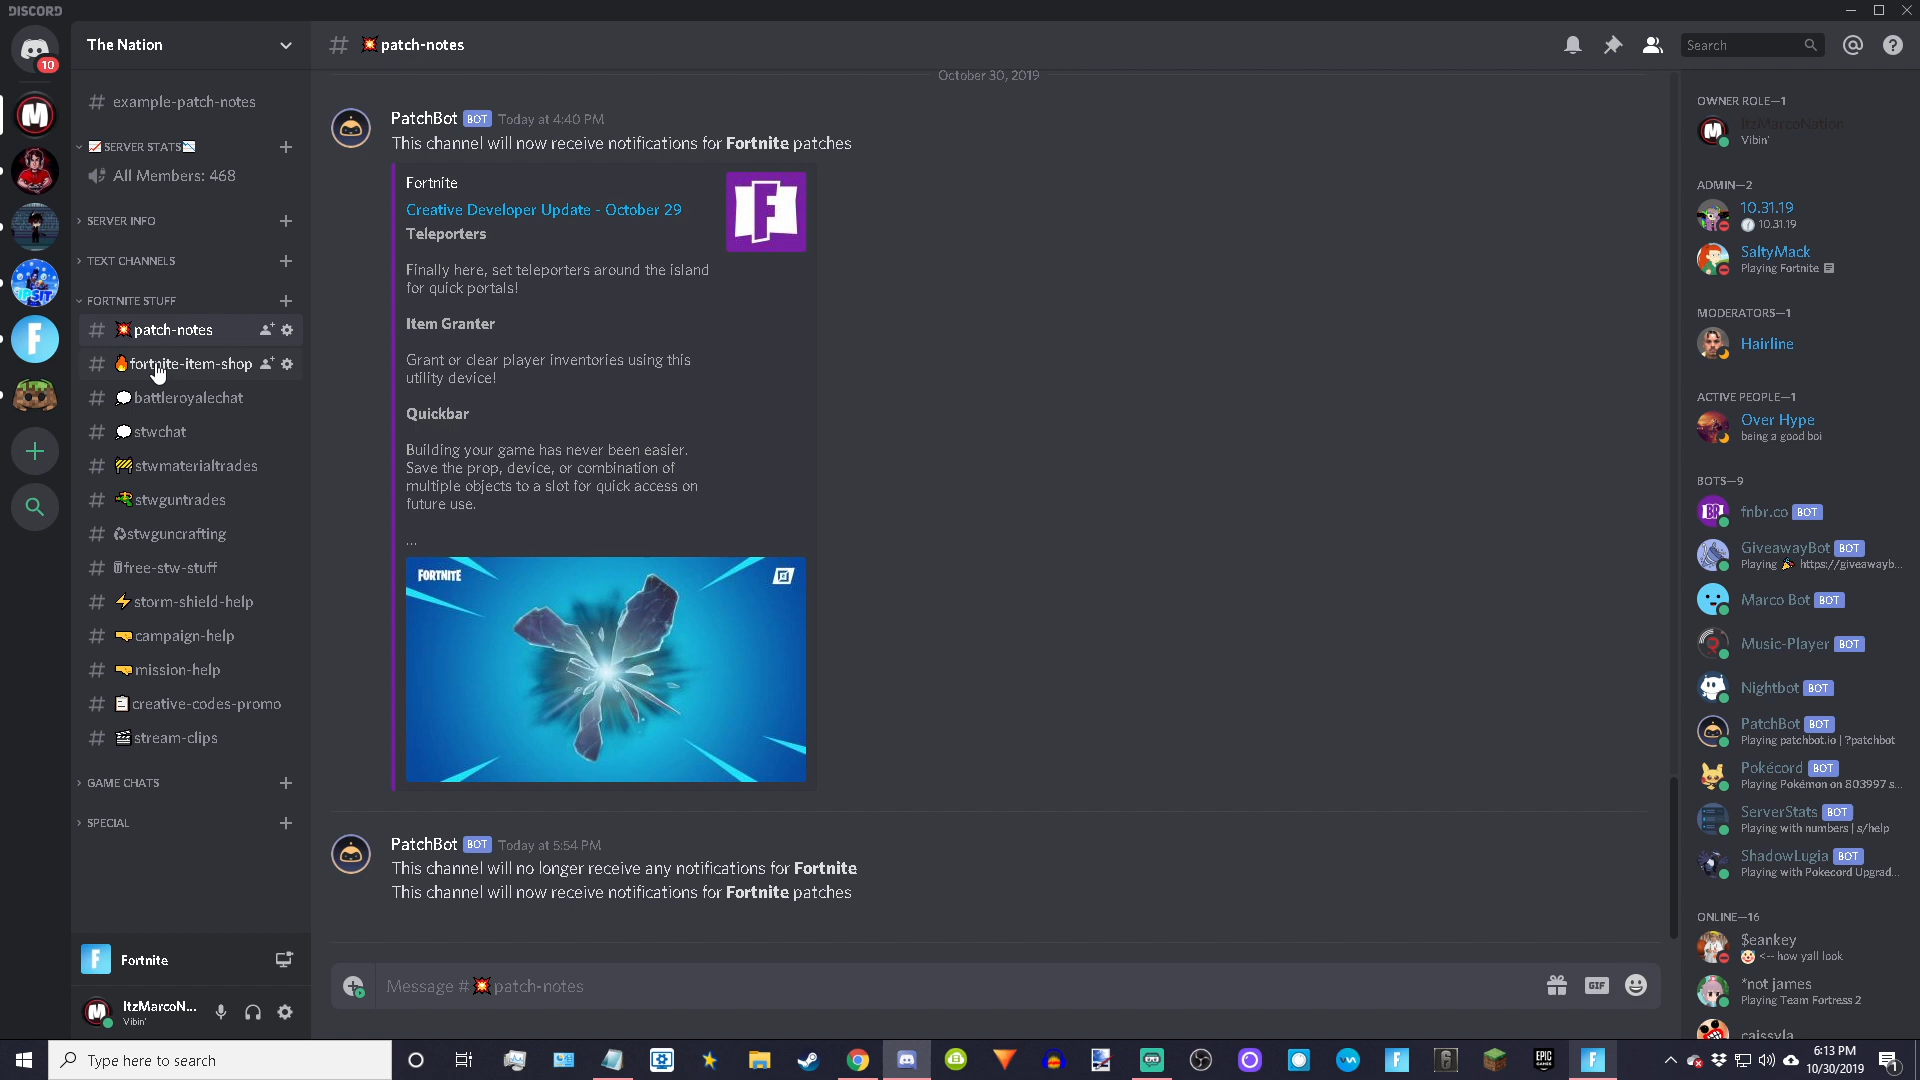 DISCORD
The Nation
10
example-patch-notes
📈SERVER STATS📉
All Members: 468
SERVER INFO
TEXT CHANNELS
FORTNITE STUFF
💥patch-notes
🔥fortnite-item-shop
💬battleroyalechat
💬stwchat
🚧stwmaterialtrades
🔫stwguntrades
♻stwguncrafting
🗑free-stw-stuff
⚡storm-shield-help
🔫campaign-help
🔫mission-help
📋creative-codes-promo
🎬stream-clips
GAME CHATS
SPECIAL
Fortnite
ItzMarcoN...
Vibin'
# 💥patch-notes
Search
October 30, 2019
PatchBot BOT Today at 4:40 PM
This channel will now receive notifications for Fortnite patches
Fortnite
Creative Developer Update - October 29
Teleporters
Finally here, set teleporters around the island
for quick portals!
Item Granter
Grant or clear player inventories using this
utility device!
Quickbar
Building your game has never been easier.
Save the prop, device, or combination of
multiple objects to a slot for quick access on
future use.
...
FORTNITE
PatchBot BOT Today at 5:54 PM
This channel will no longer receive any notifications for Fortnite
This channel will now receive notifications for Fortnite patches
Message #💥patch-notes
GIF
OWNER ROLE—1
ItzMarcoNation
Vibin'
ADMIN—2
10.31.19
10.31.19
SaltyMack
Playing Fortnite
MODERATORS—1
Hairline
ACTIVE PEOPLE—1
Over Hype
being a good boi
BOTS—9
fnbr.co BOT
GiveawayBot BOT
Playing 🎉 https://giveawayb...
Marco Bot BOT
Music-Player BOT
Nightbot BOT
PatchBot BOT
Playing patchbot.io | ?patchbot
Pokécord BOT
Playing Pokémon on 803997 s...
ServerStats BOT
Playing with numbers | s/help
ShadowLugia BOT
Playing with Pokecord Upgrad...
ONLINE—16
$eankey
🤡 <-- how yall look
*not james
Playing Team Fortress 2
caissyla
Type here to search
EPIC GAMES
6:13 PM
10/30/2019
1